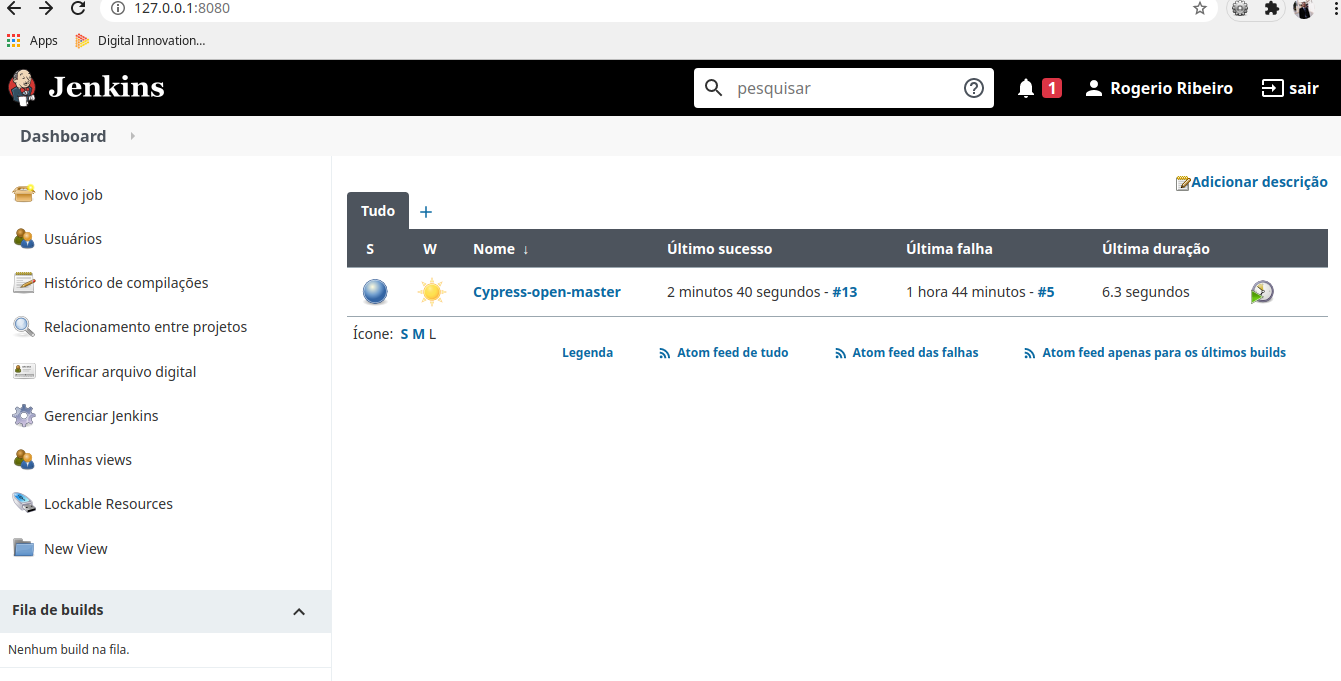 127.0.0.1:8080
Apps Digital Innovation...
Jenkins pesquisar 1 Rogerio Ribeiro sair
Dashboard
Novo job
Usuários
Histórico de compilações
Relacionamento entre projetos
Verificar arquivo digital
Gerenciar Jenkins
Minhas views
Lockable Resources
New View
Fila de builds
Nenhum build na fila.
Adicionar descrição
Tudo +
S W Nome ↓ Último sucesso Última falha Última duração
Cypress-open-master 2 minutos 40 segundos - #13 1 hora 44 minutos - #5 6.3 segundos
Ícone: S M L
Legenda Atom feed de tudo Atom feed das falhas Atom feed apenas para os últimos builds